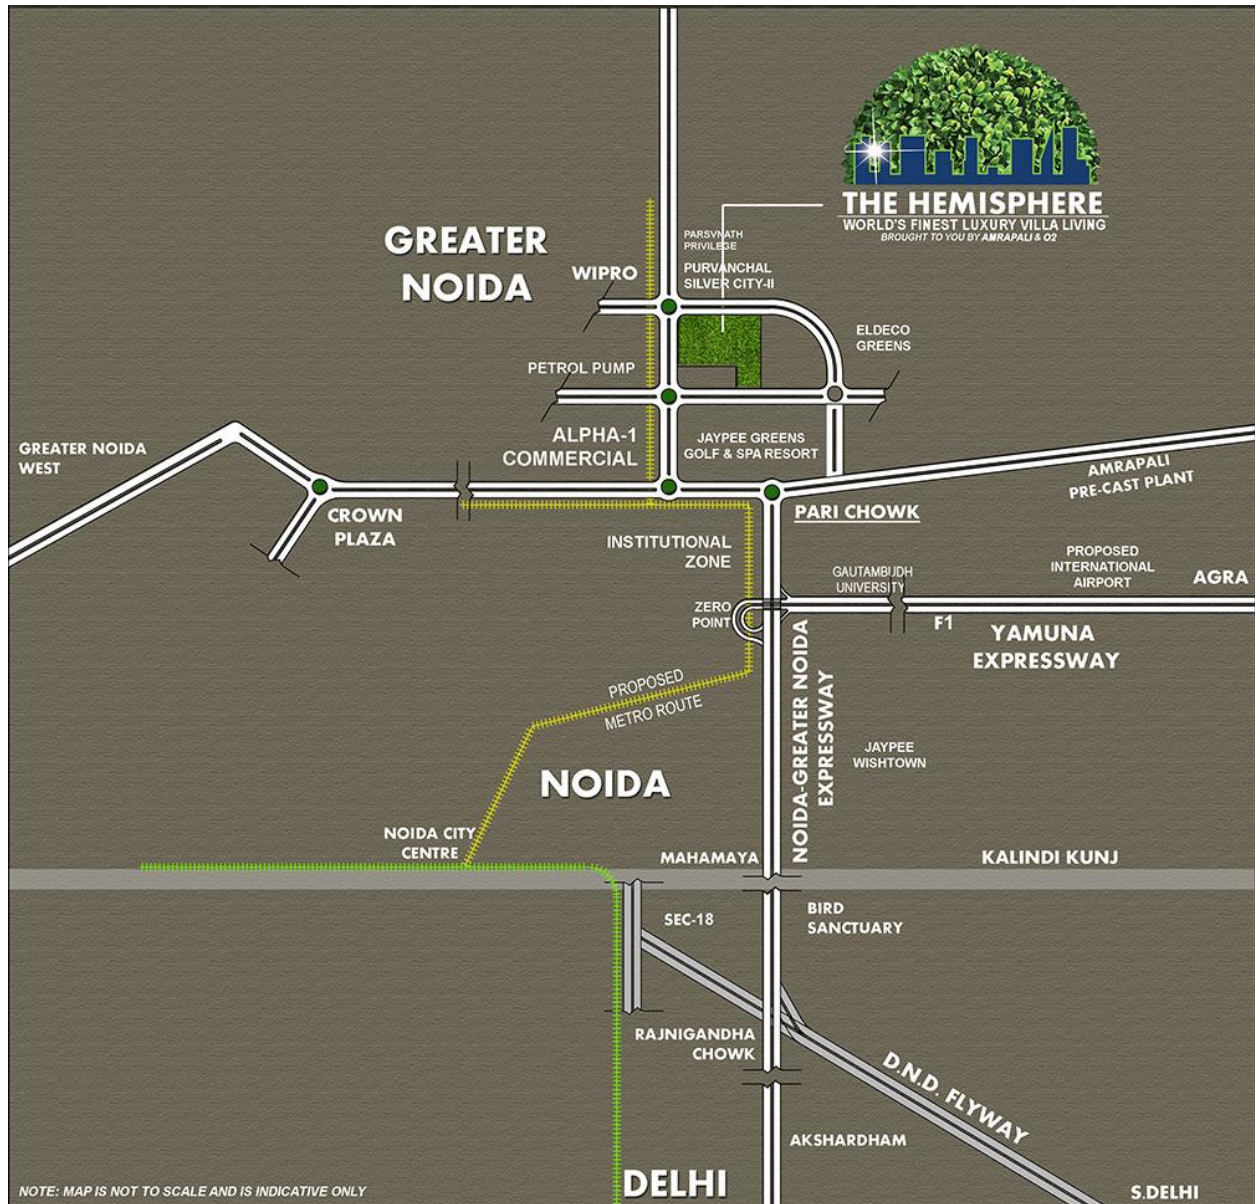 THE HEMISPHERE
WORLD'S FINEST LUXURY VILLA LIVING
BROUGHT TO YOU BY AMRAPALI & O2
GREATER
NOIDA
PARSVNATH
PRIVILEGE
WIPRO
PURVANCHAL
SILVER CITY-II
ELDECO
GREENS
PETROL PUMP
ALPHA-1
COMMERCIAL
JAYPEE GREENS
GOLF & SPA RESORT
GREATER NOIDA
WEST
AMRAPALI
PRE-CAST PLANT
CROWN
PLAZA
PARI CHOWK
INSTITUTIONAL
ZONE
GAUTAMBUDH
UNIVERSITY
PROPOSED
INTERNATIONAL
AIRPORT
AGRA
ZERO
POINT
F1
YAMUNA
EXPRESSWAY
NOIDA-GREATER NOIDA
EXPRESSWAY
PROPOSED
METRO ROUTE
JAYPEE
WISHTOWN
NOIDA
NOIDA CITY
CENTRE
MAHAMAYA
KALINDI KUNJ
SEC-18
BIRD
SANCTUARY
RAJNIGANDHA
CHOWK
D.N.D. FLYWAY
AKSHARDHAM
DELHI
S.DELHI
NOTE: MAP IS NOT TO SCALE AND IS INDICATIVE ONLY